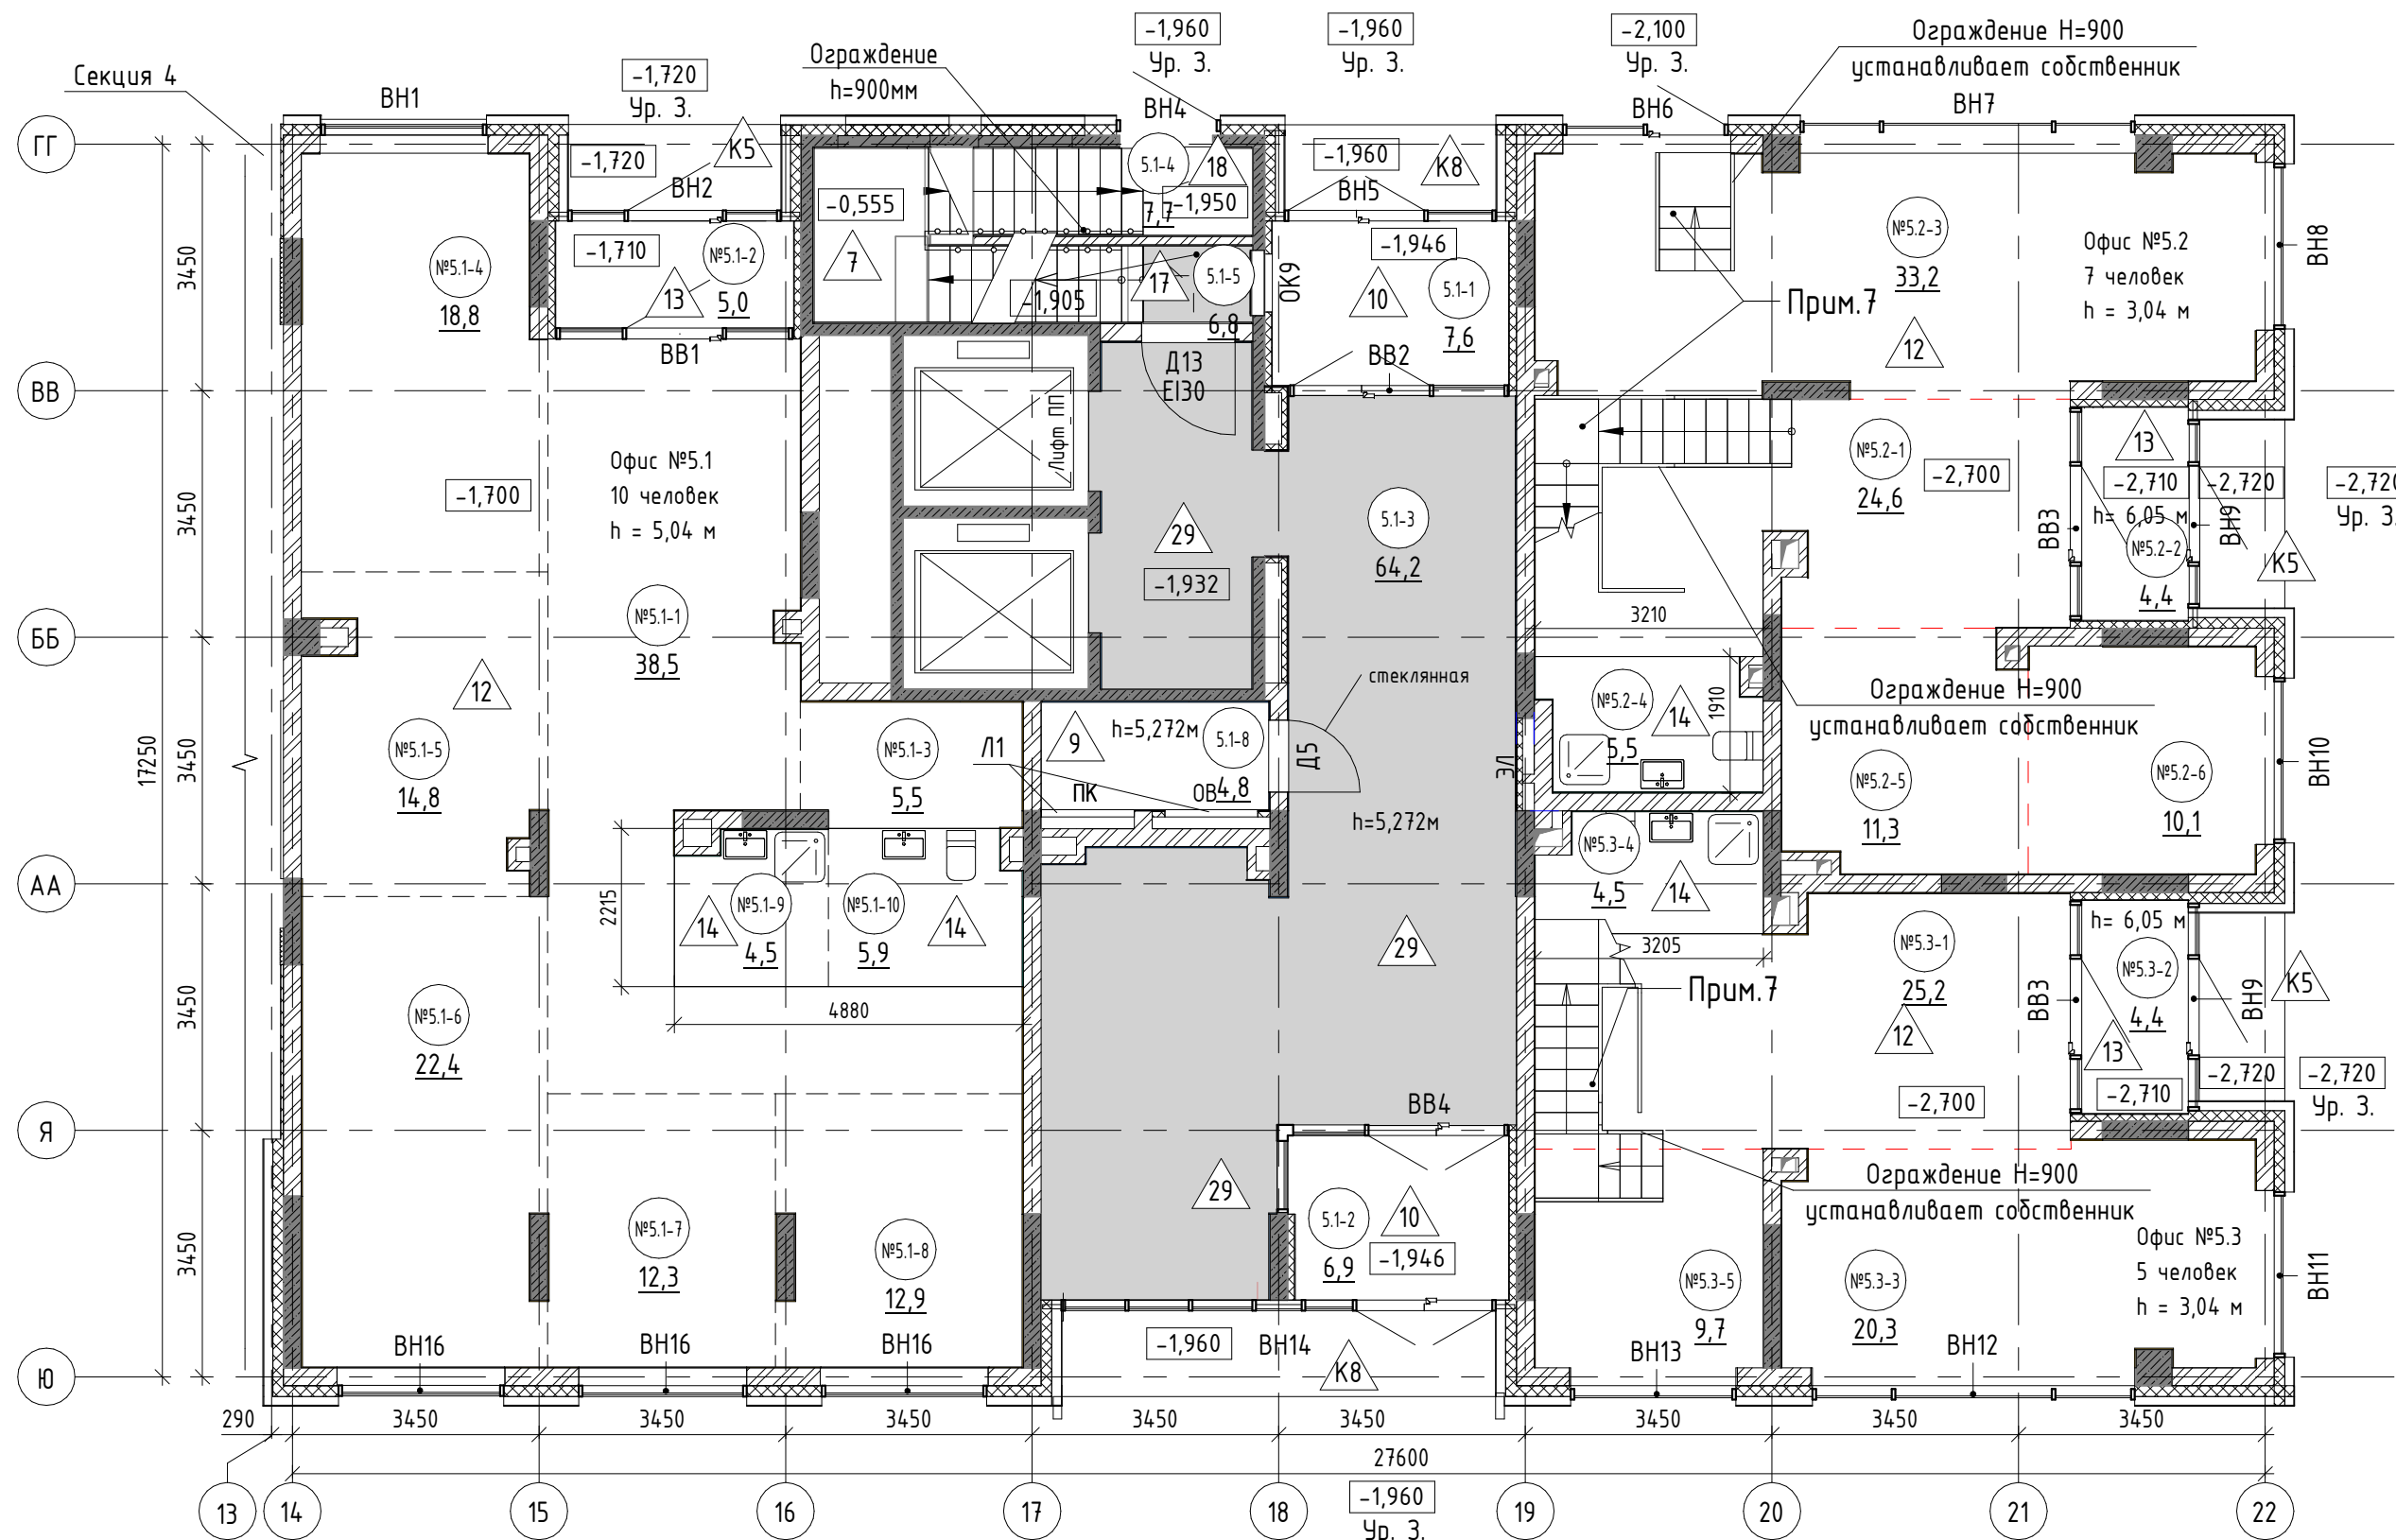 Секция 4
ВН1
-1,720
Ур. 3.
Ограждение
h=900мм
-1,960
Ур. 3.
ВН4
-1,960
Ур. 3.
-2,100
Ур. 3.
ВН6
Ограждение Н=900
устанавливает собственник
ВН7
ГГ
-1,720
К5
ВН2
-0,555
7
5.1-4
18
7,7
-1,950
-1,960
К8
ВН5
№5.1-4
18,8
-1,710
№5.1-2
13
5,0
ВВ1
-1,905
17
5.1-5
6,8
ОК9
-1,946
10
5.1-1
7,6
№5.2-3
33,2
12
Офис №5.2
7 человек
h = 3,04 м
ВН8
Прим.7
3450
ВВ
Д13
EI30
ВВ2
Лифт ПП
Офис №5.1
10 человек
h = 5,04 м
-1,700
3450
29
-1,932
5.1-3
64,2
№5.2-1
24,6
-2,700
13
-2,710
h= 6,05 м
№5.2-2
4,4
ВВ3
ВН9
-2,720
-2,720
Ур. 3.
К5
ББ
№5.1-1
38,5
12
3210
стеклянная
№5.2-4
14
5,5
1910
Ограждение Н=900
устанавливает собственник
17250
3450
№5.1-5
14,8
№5.1-3
5,5
Л1
9
h=5,272м
5.1-8
4,8
ПК
ОВ
Д5
ЭЛ
h=5,272м
№5.2-5
11,3
№5.2-6
10,1
ВН10
АА
2215
14
№5.1-9
4,5
№5.1-10
5,9
14
29
№5.3-4
4,5
14
3205
№5.3-1
25,2
12
h= 6,05 м
№5.3-2
4,4
13
-2,710
ВВ3
ВН9
К5
-2,720
-2,720
Ур. 3.
Прим.7
-2,700
3450
№5.1-6
22,4
4880
Я
ВВ4
29
5.1-2
6,9
10
-1,946
Ограждение Н=900
устанавливает собственник
3450
№5.1-7
12,3
№5.1-8
12,9
№5.3-5
9,7
№5.3-3
20,3
Офис №5.3
5 человек
h = 3,04 м
ВН11
Ю
ВН16
ВН16
ВН16
-1,960
ВН14
К8
ВН13
ВН12
290
3450
3450
3450
3450
3450
3450
3450
3450
27600
13
14
15
16
17
18
19
20
21
22
-1,960
Ур. 3.